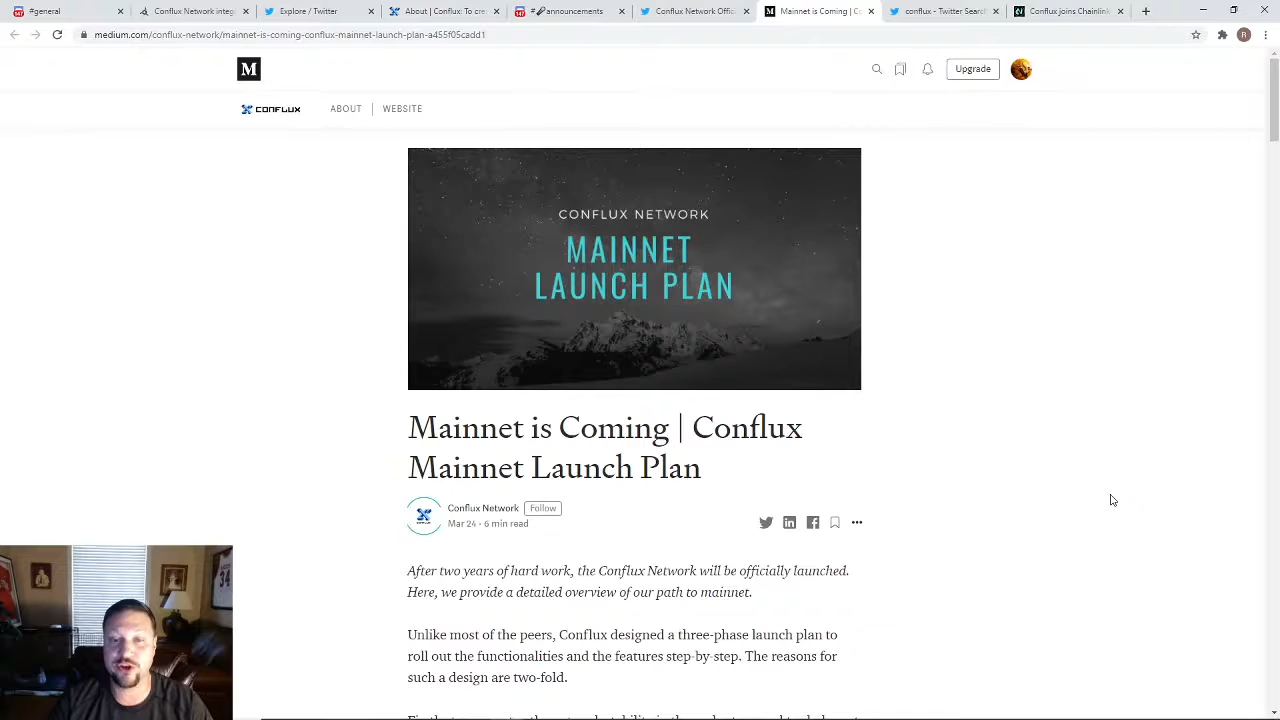 #general
Conflux Network integ
Explore / Twitter
About | Conflux: To cre
#🎤announcements
Conflux Network Offic
Mainnet is Coming | Co
conflux - Twitter Search
Conflux joins Chainlink
medium.com/conflux-network/mainnet-is-coming-conflux-mainnet-launch-plan-a455f05cadd1
R
M
Upgrade
CONFLUX
ABOUT
WEBSITE
CONFLUX NETWORK
MAINNET
LAUNCH PLAN
Mainnet is Coming | Conflux
Mainnet Launch Plan
Conflux Network Follow
Mar 24 · 6 min read
After two years of hard work, the Conflux Network will be officially launched.
Here, we provide a detailed overview of our path to mainnet.
Unlike most of the peers, Conflux designed a three-phase launch plan to
roll out the functionalities and the features step-by-step. The reasons for
such a design are two-fold.